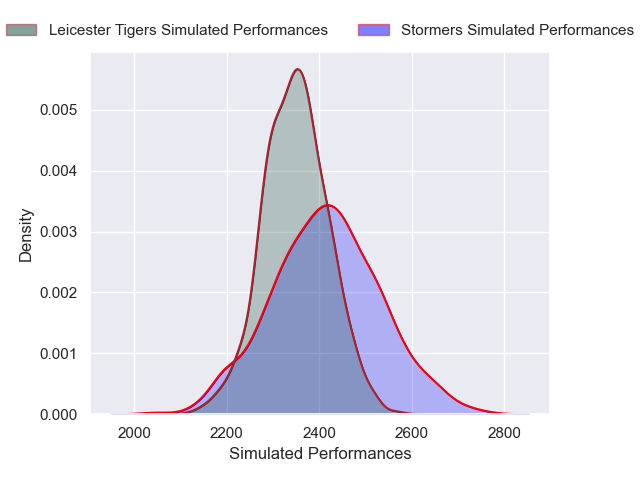 Leicester Tigers Simulated Performances Stormers Simulated Performances
0.005
0.004
0.003
0.002
0.001
0.000
Density
2000 2200 2400 2600 2800
Simulated Performances